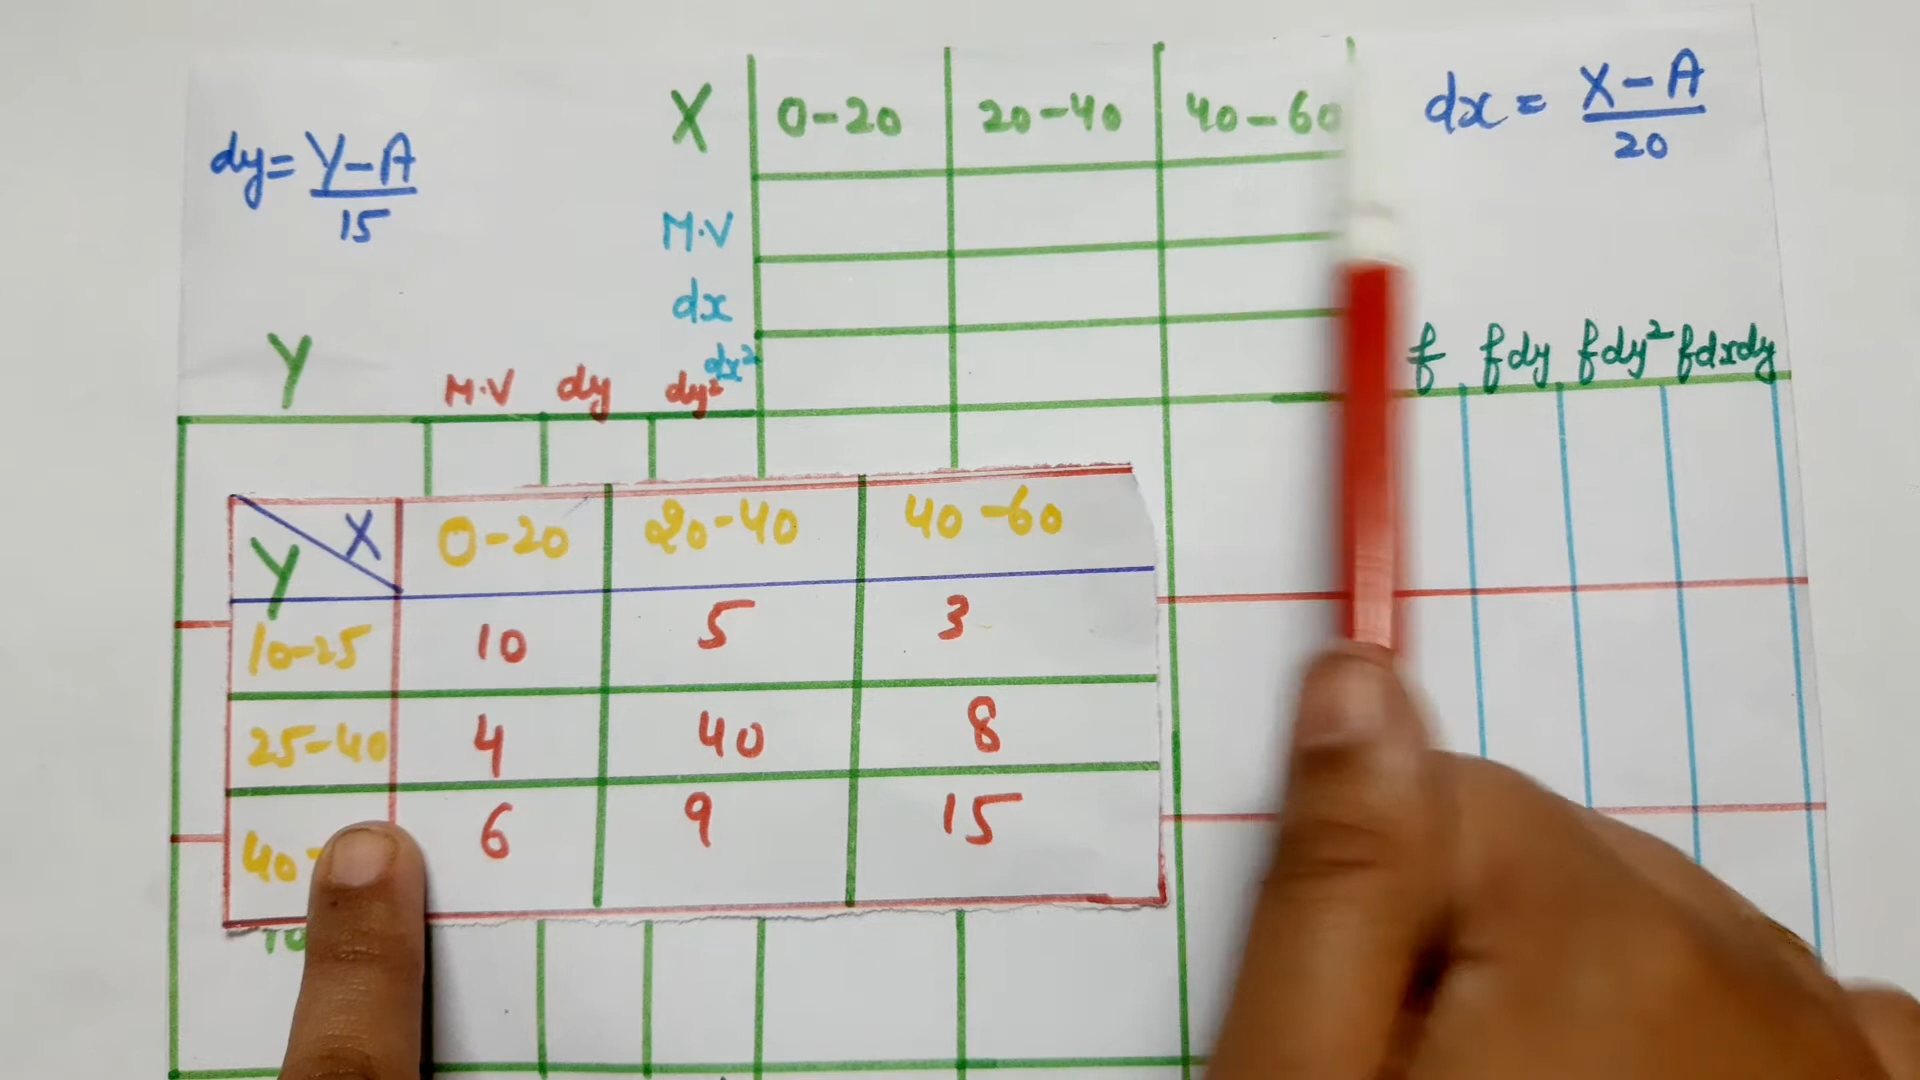 X 0-20 20-40 40-60
dx = X-A
20
dy = Y-A
15
M.V
dx
dx²
Y M.V dy dy²
f fdy fdy² fdxdy
X 0-20 20-40 40-60
Y
10-25 10 5 3
25-40 4 40 8
40- 6 9 15